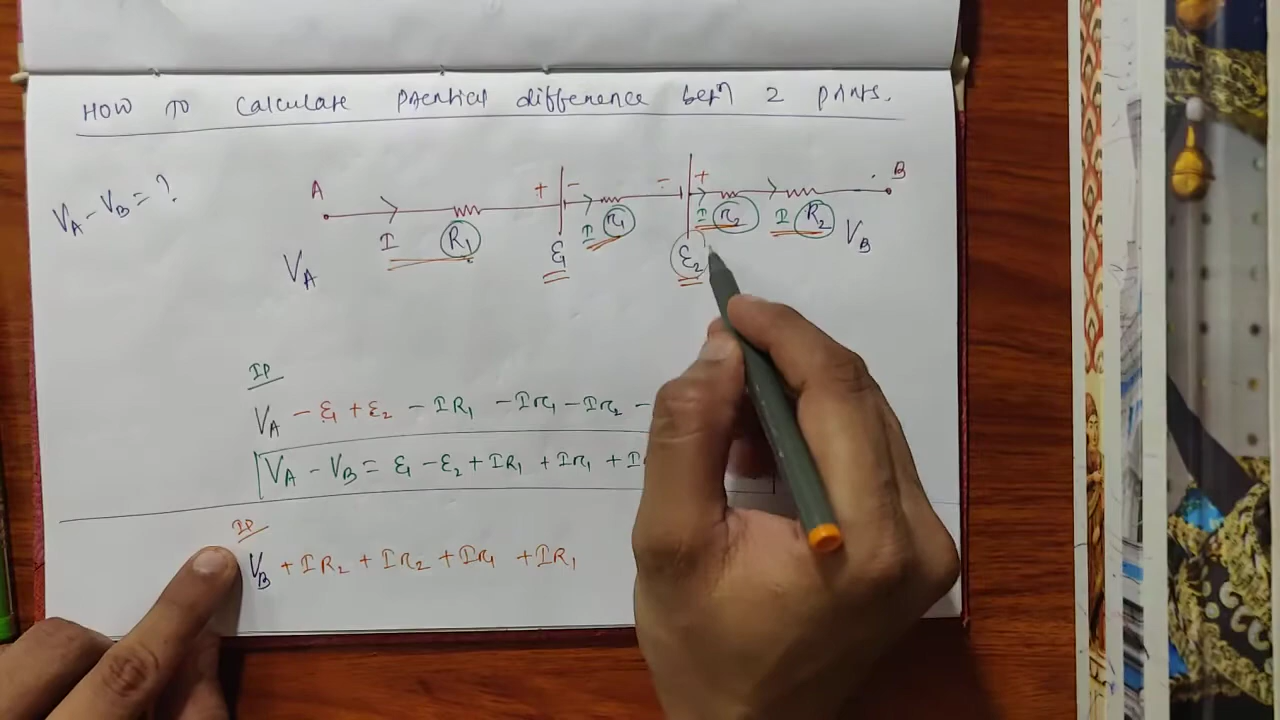 HOW TO Calculate potential difference betn 2 points.
VA - VB = ?
A + - - + B
I R1 I r1 I r2 I R2
VA ε1 ε2 VB
IP
VA - ε1 + ε2 - IR1 - Ir1 - Ir2 -
VA - VB = ε1 - ε2 + IR1 + Ir1 + I
IP
VB + IR2 + Ir2 + Ir1 + IR1